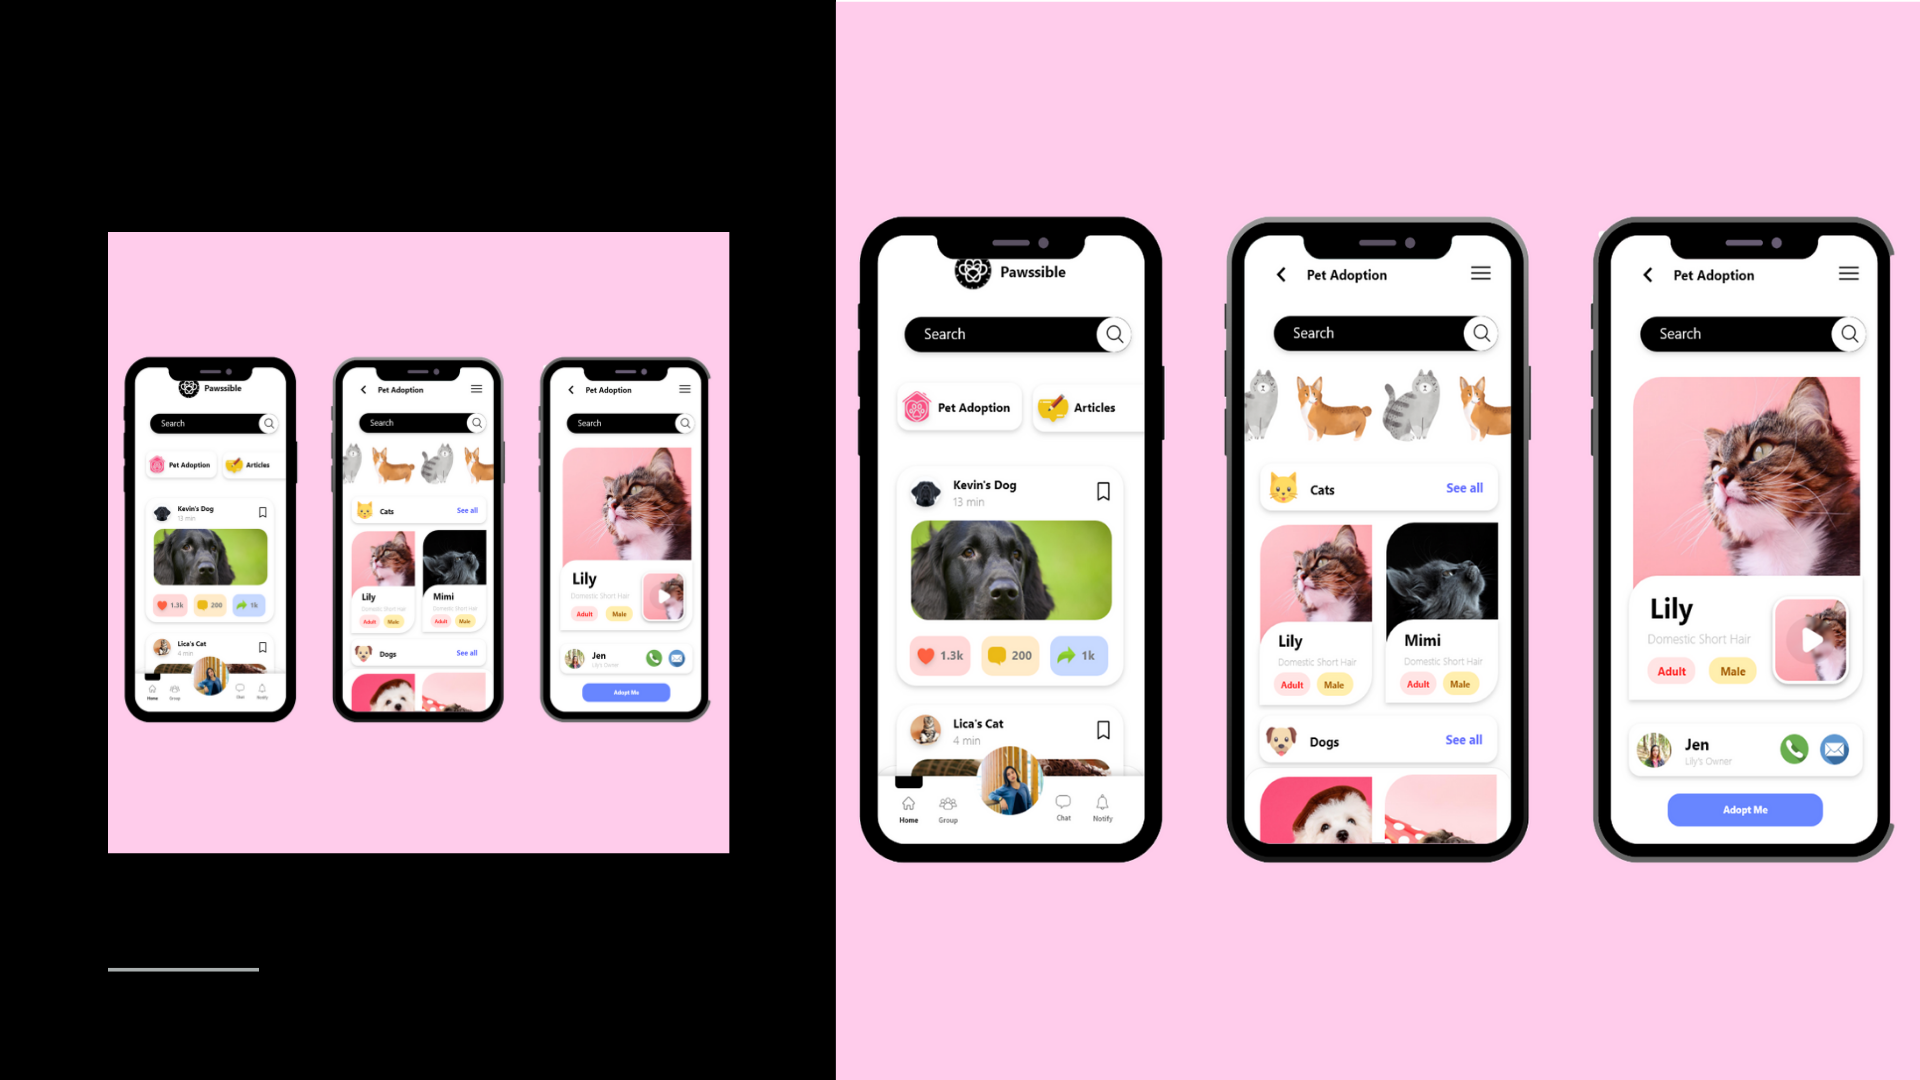 Pawssible
Search
Pet Adoption
Articles
Kevin's Dog
13 min
1.3k
200
1k
Lica's Cat
4 min
Home
Group
Chat
Notify
Pet Adoption
Search
Cats
See all
Lily
Domestic Short Hair
Adult
Male
Mimi
Domestic Short Hair
Adult
Male
Dogs
See all
Pet Adoption
Search
Lily
Domestic Short Hair
Adult
Male
Jen
Lily's Owner
Adopt Me
Pawssible
Search
Pet Adoption
Articles
Kevin's Dog
13 min
1.3k
200
1k
Lica's Cat
4 min
Home
Group
Chat
Notify
Pet Adoption
Search
Cats
See all
Lily
Domestic Short Hair
Adult
Male
Mimi
Domestic Short Hair
Adult
Male
Dogs
See all
Pet Adoption
Search
Lily
Domestic Short Hair
Adult
Male
Jen
Lily's Owner
Adopt Me